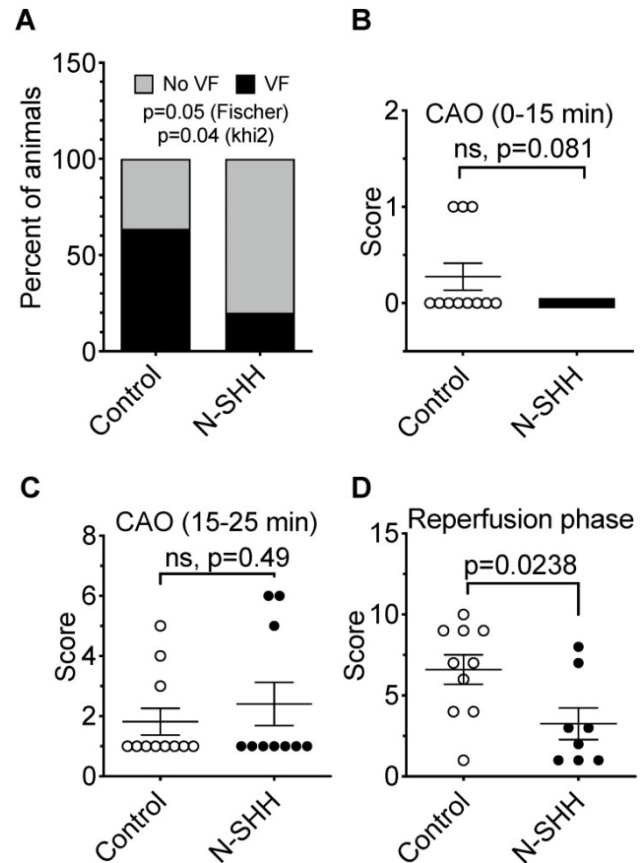 A
150
100
50
0
Percent of animals
No VF VF
p=0.05 (Fischer)
p=0.04 (khi2)
Control
N-SHH
B
CAO (0-15 min)
ns, p=0.081
2
1
0
Score
Control
N-SHH
C
CAO (15-25 min)
ns, p=0.49
8
6
4
2
0
Score
Control
N-SHH
D
Reperfusion phase
p=0.0238
15
10
5
0
Score
Control
N-SHH